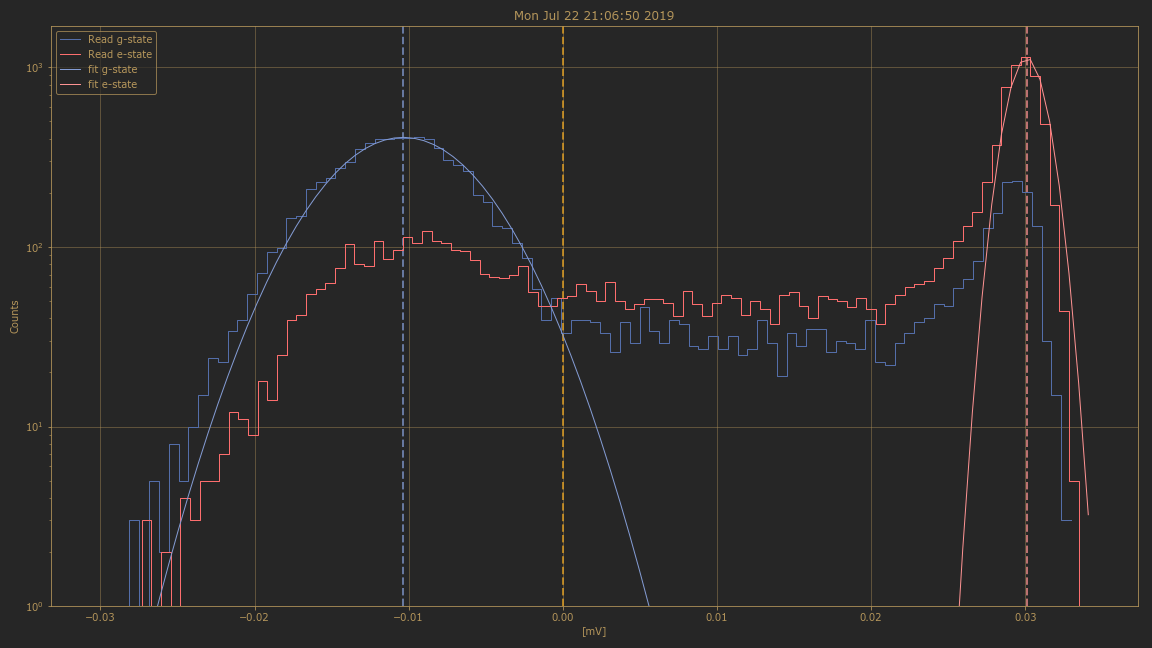 Mon Jul 22 21:06:50 2019
Read g-state
Read e-state
fit g-state
fit e-state
Counts
10³
10²
10¹
10⁰
−0.03 −0.02 −0.01 0.00 0.01 0.02 0.03
[mV]